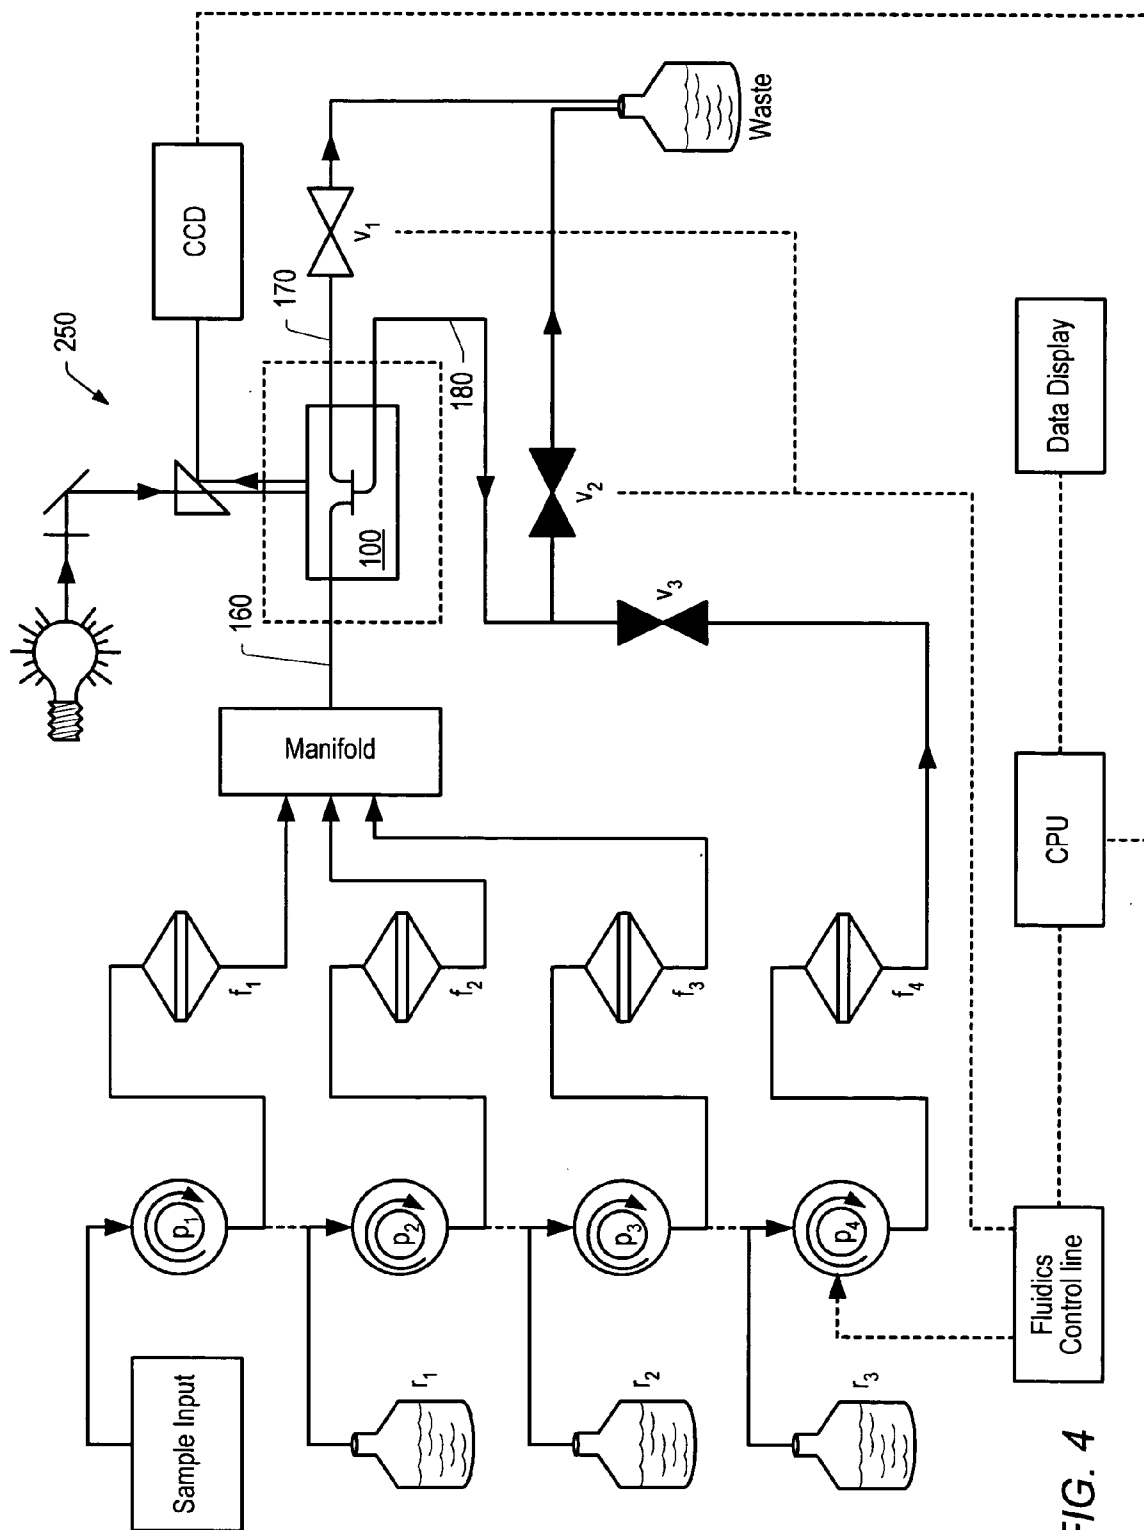 250
CCD
170
v1
Waste
160
100
180
v2
v3
Manifold
f1
f2
f3
f4
p1
p2
p3
p4
Sample Input
r1
r2
r3
Fluidics
Control line
CPU
Data Display
FIG. 4